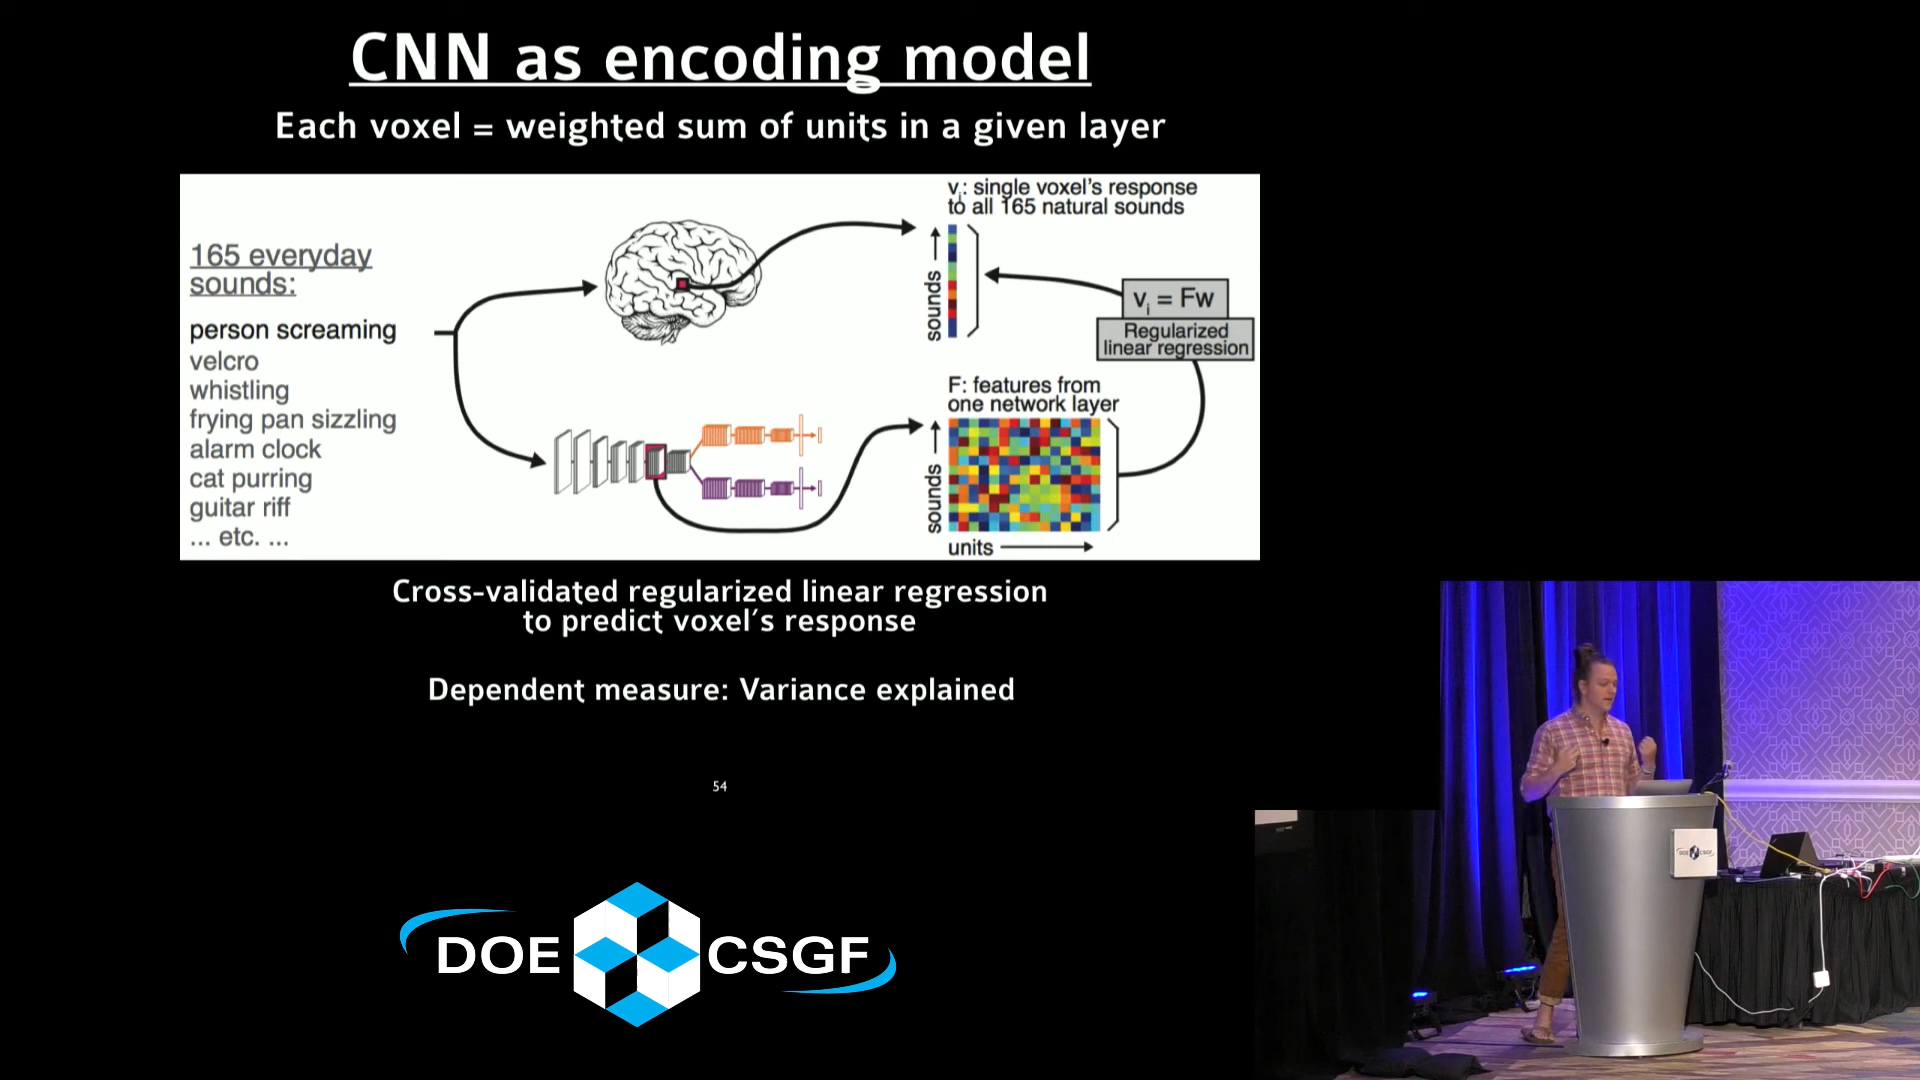 CNN as encoding model
Each voxel = weighted sum of units in a given layer
165 everyday
sounds:
person screaming
velcro
whistling
frying pan sizzling
alarm clock
cat purring
guitar riff
... etc. ...
vi: single voxel's response
to all 165 natural sounds
sounds
vi = Fw
Regularized
linear regression
F: features from
one network layer
sounds
units
Cross-validated regularized linear regression
to predict voxel's response
Dependent measure: Variance explained
54
DOE CSGF
DOE CSGF